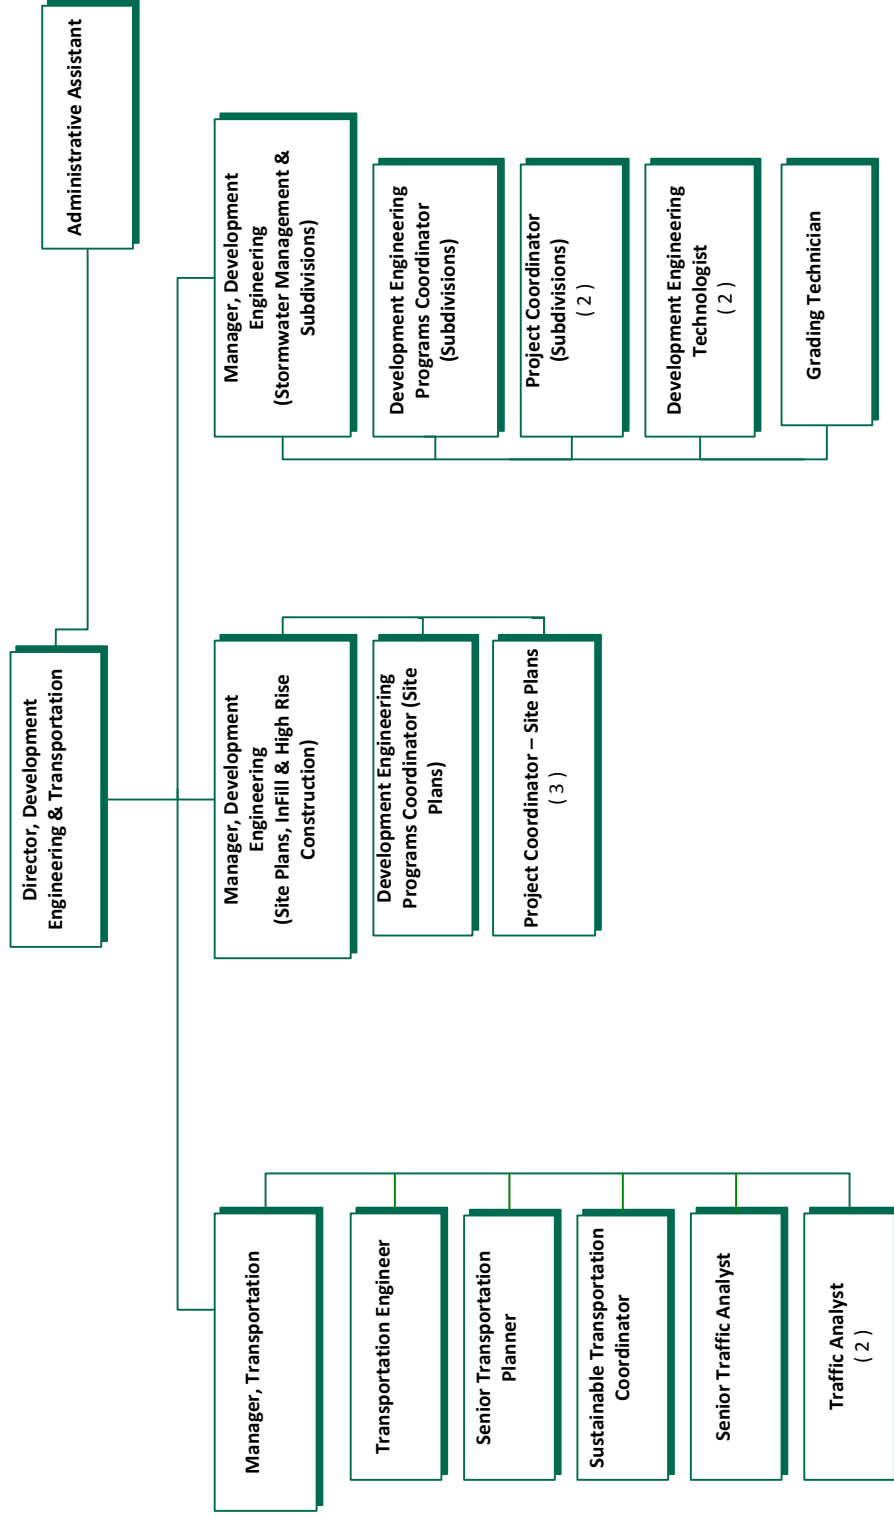 Director, Development
Engineering & Transportation
Administrative Assistant
Manager, Transportation
Transportation Engineer
Senior Transportation
Planner
Sustainable Transportation
Coordinator
Senior Traffic Analyst
Traffic Analyst
( 2 )
Manager, Development
Engineering
(Site Plans, InFill & High Rise
Construction)
Development Engineering
Programs Coordinator (Site
Plans)
Project Coordinator – Site Plans
( 3 )
Manager, Development
Engineering
(Stormwater Management &
Subdivisions)
Development Engineering
Programs Coordinator
(Subdivisions)
Project Coordinator
(Subdivisions)
( 2 )
Development Engineering
Technologist
( 2 )
Grading Technician